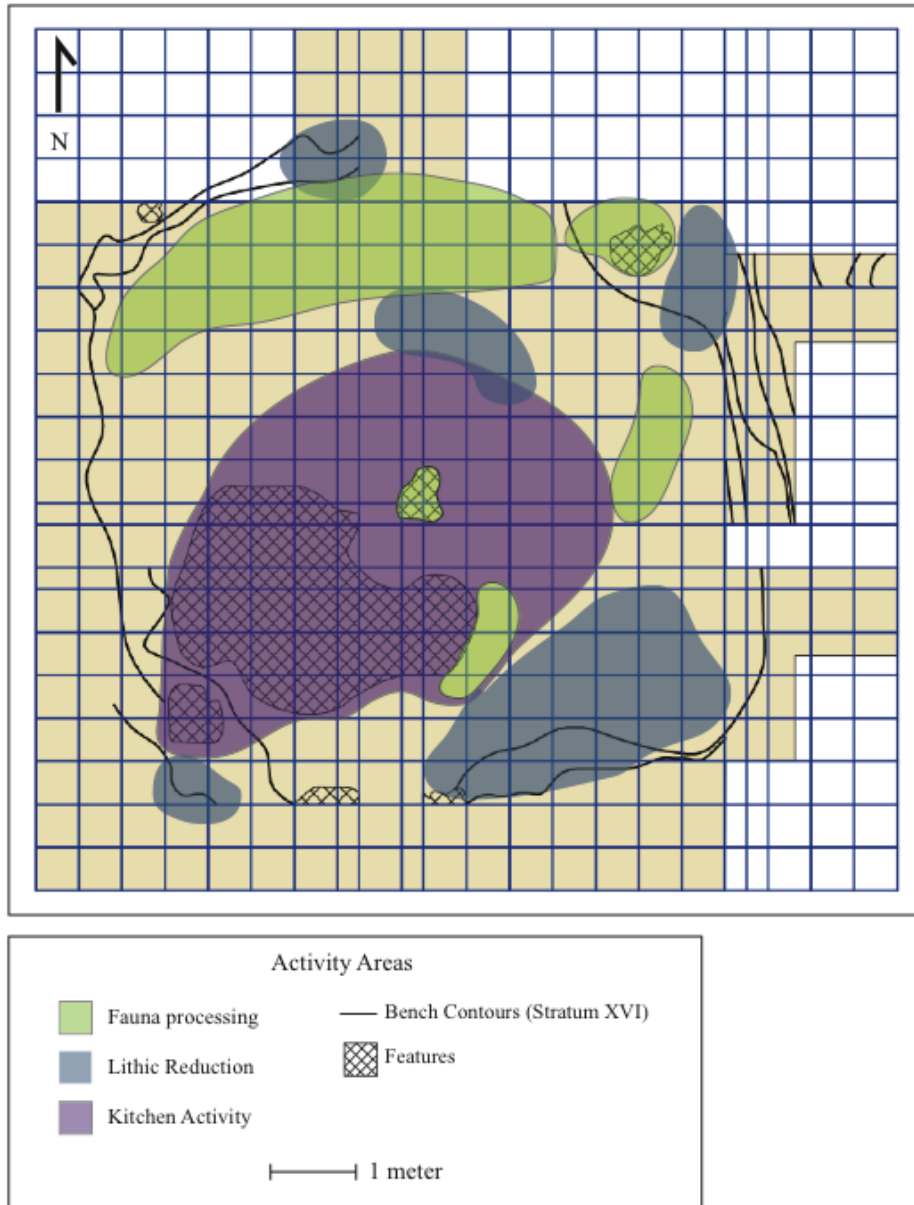 N
Activity Areas
Fauna processing
Bench Contours (Stratum XVI)
Lithic Reduction
Features
Kitchen Activity
1 meter